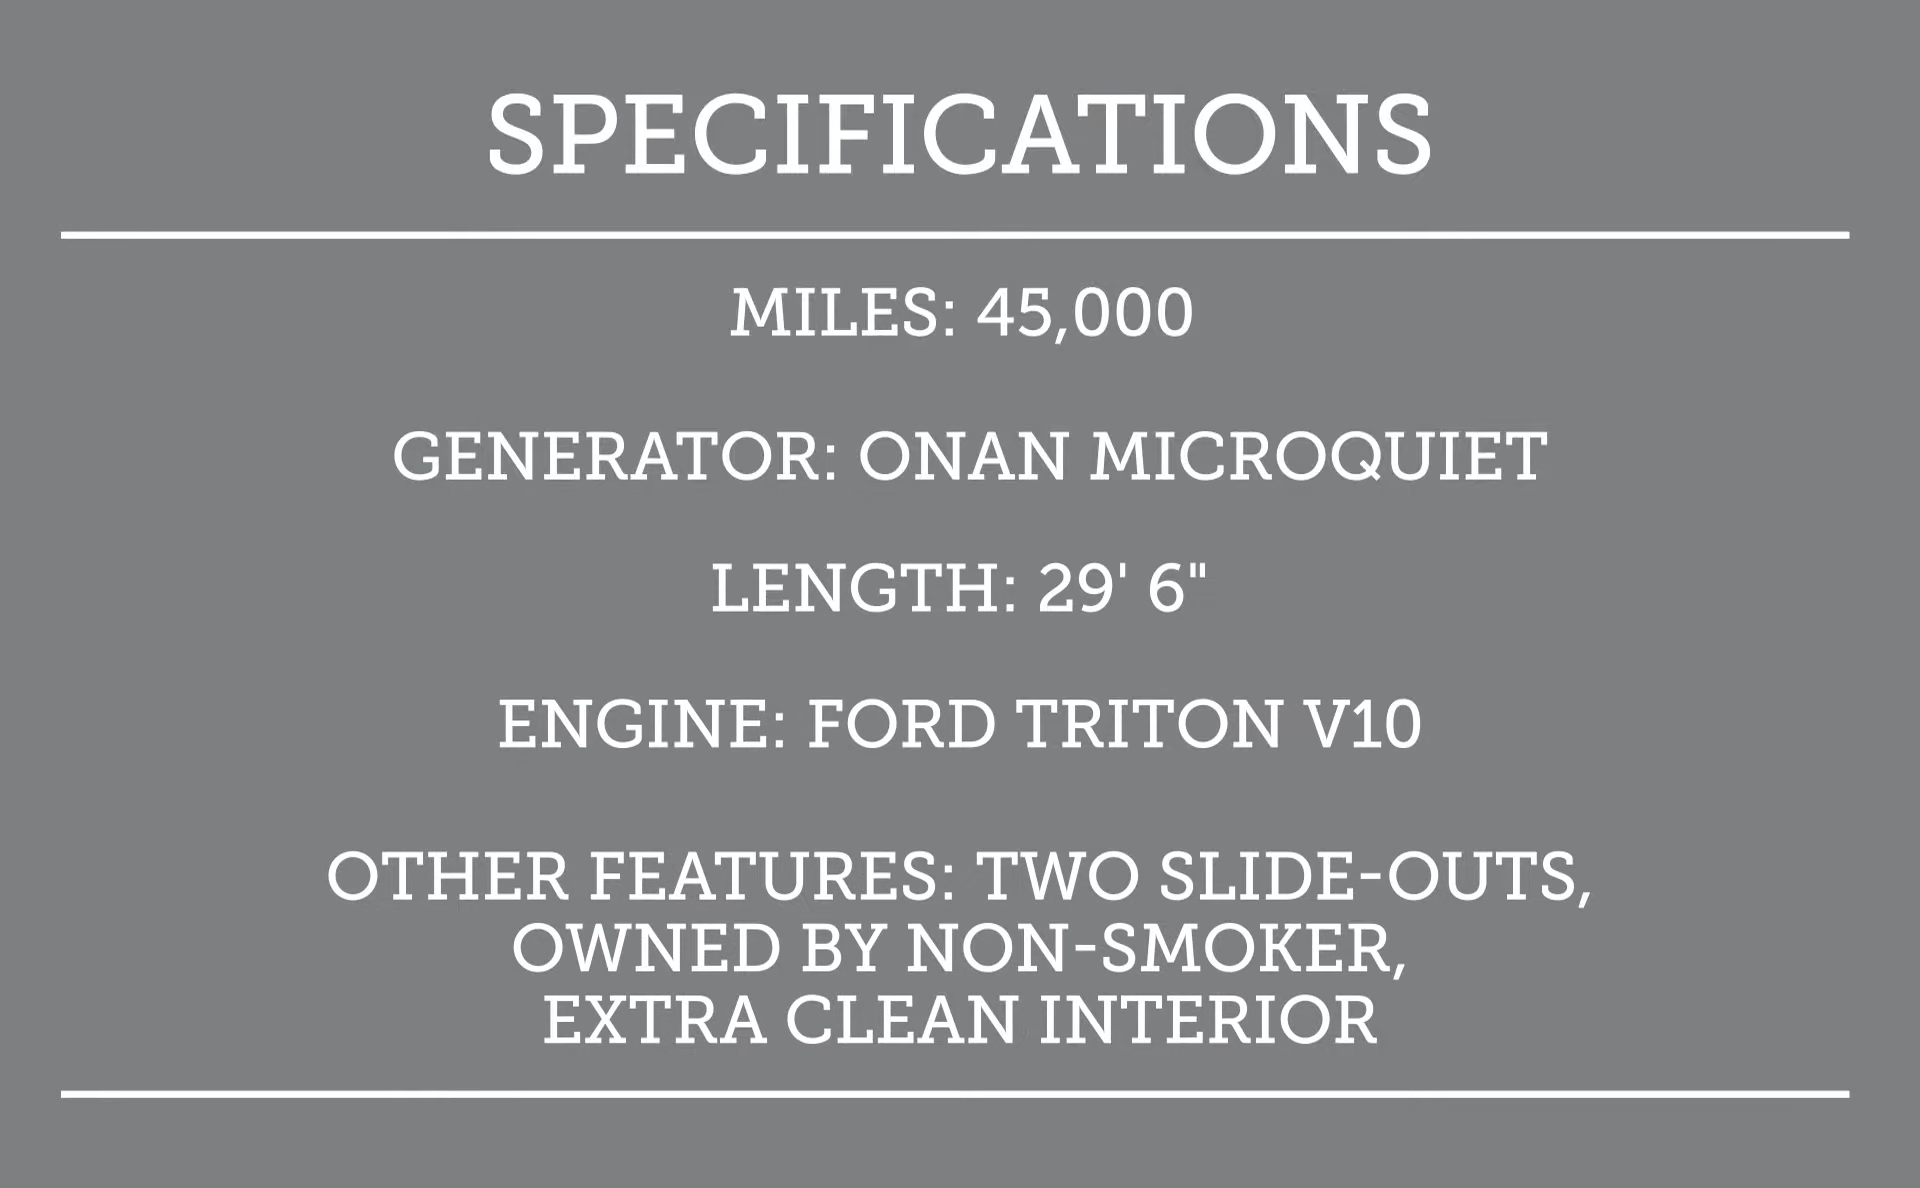 SPECIFICATIONS
MILES: 45,000
GENERATOR: ONAN MICROQUIET
LENGTH: 29' 6"
ENGINE: FORD TRITON V10
OTHER FEATURES: TWO SLIDE-OUTS,
OWNED BY NON-SMOKER,
EXTRA CLEAN INTERIOR